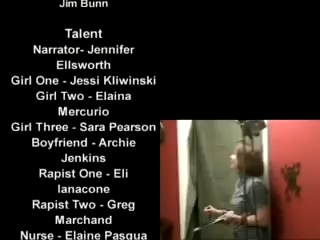 Jim Bunn
Talent
Narrator- Jennifer
Ellsworth
Girl One - Jessi Kliwinski
Girl Two - Elaina
Mercurio
Girl Three - Sara Pearson
Boyfriend - Archie
Jenkins
Rapist One - Eli
Ianacone
Rapist Two - Greg
Marchand
Nurse - Elaine Pasqua